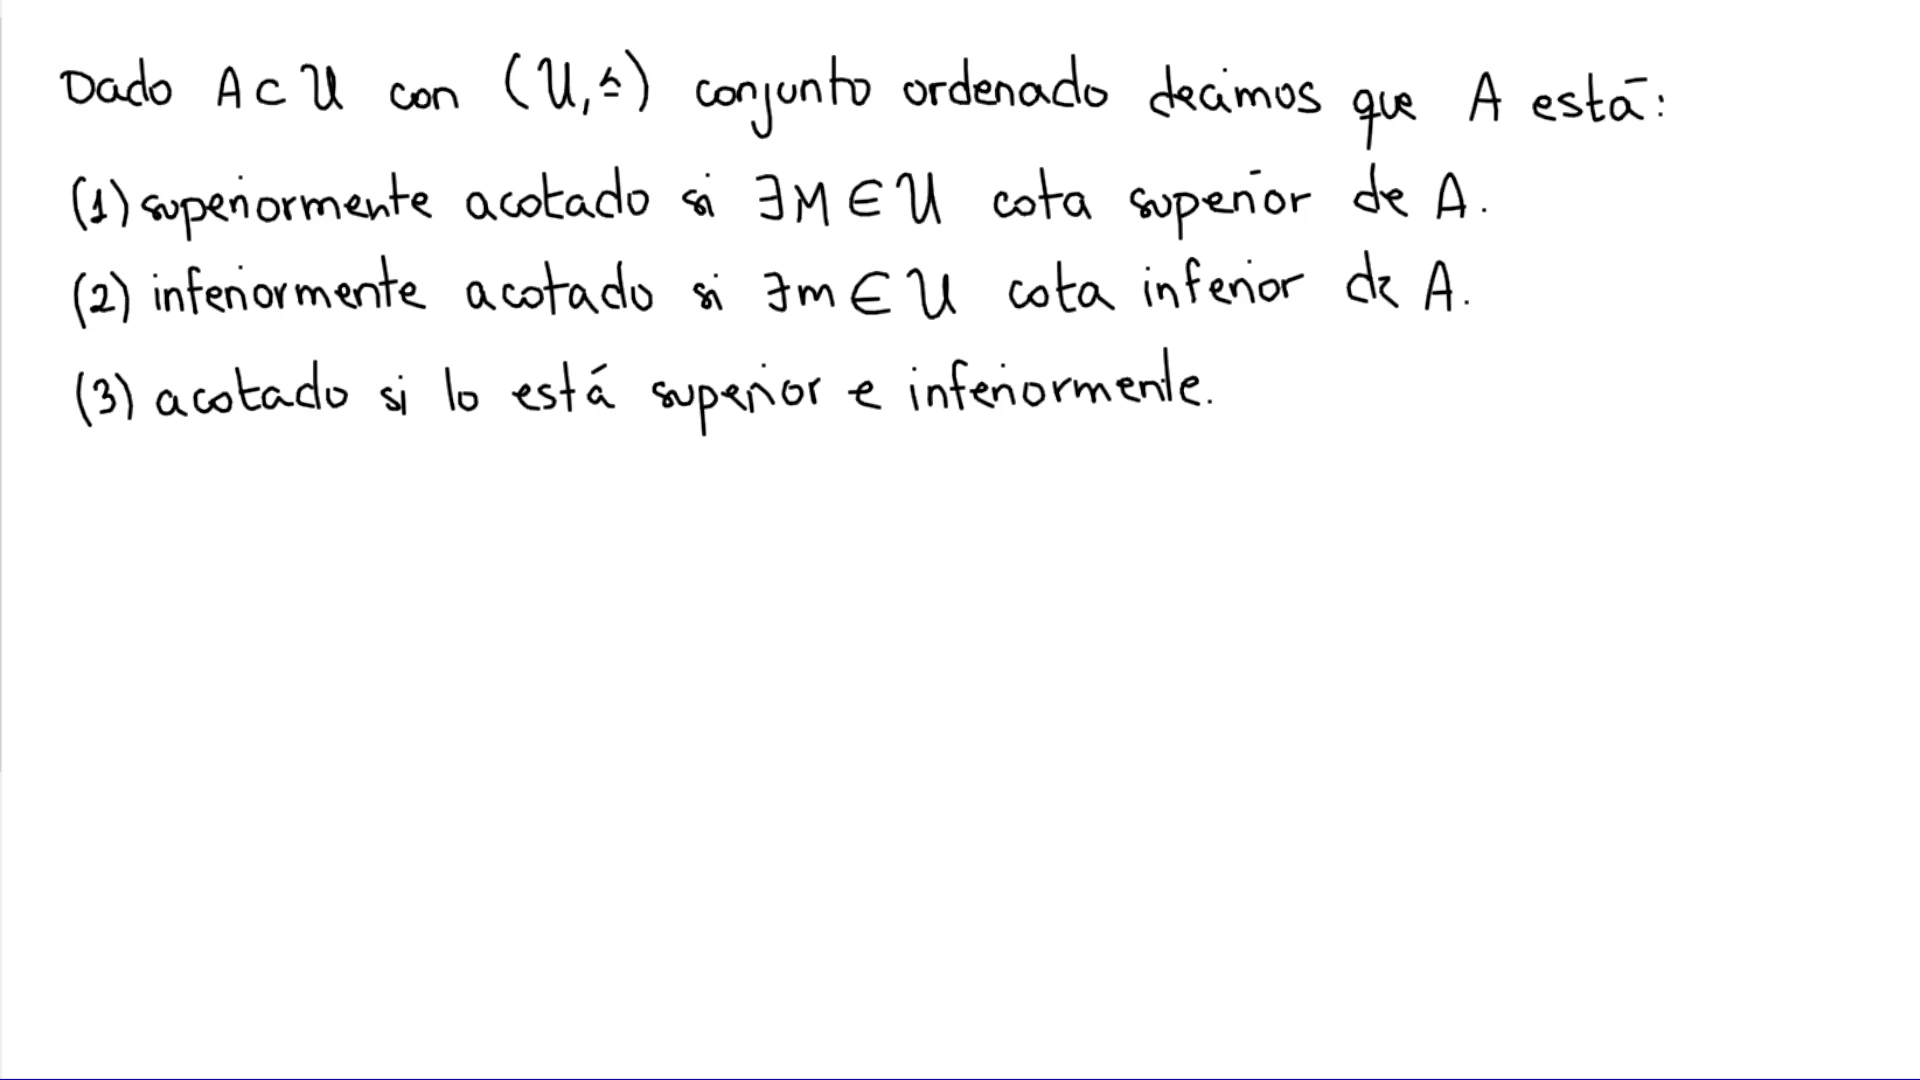 Dado A ⊂ U con (U, ≤) conjunto ordenado decimos que A está:
(1) superiormente acotado si ∃ M ∈ U cota superior de A.
(2) inferiormente acotado si ∃ m ∈ U cota inferior de A.
(3) acotado si lo está superior e inferiormente.